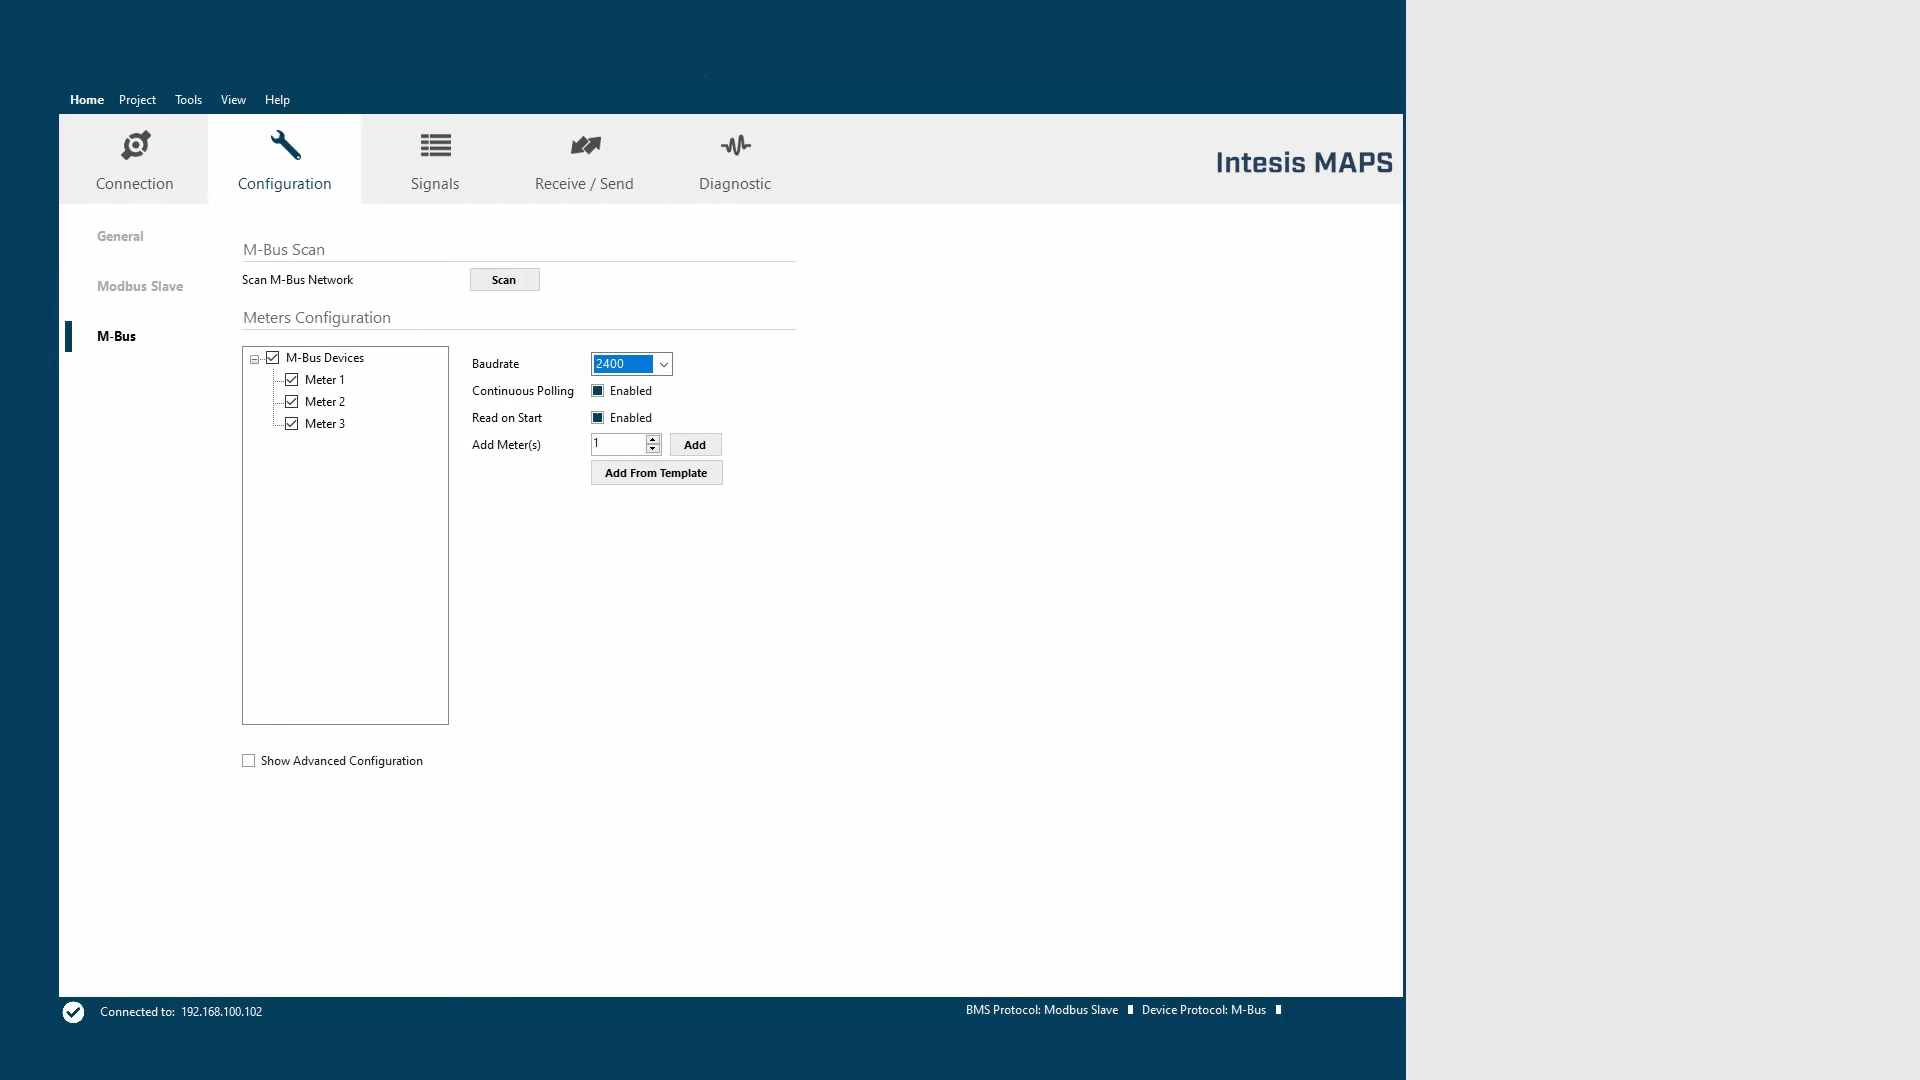 Home Project Tools View Help
Connection Configuration Signals Receive / Send Diagnostic
Intesis MAPS
General
Modbus Slave
M-Bus
M-Bus Scan
Scan M-Bus Network Scan
Meters Configuration
M-Bus Devices
Meter 1
Meter 2
Meter 3
Baudrate 2400
Continuous Polling Enabled
Read on Start Enabled
Add Meter(s) 1 Add
Add From Template
Show Advanced Configuration
Connected to: 192.168.100.102
BMS Protocol: Modbus Slave Device Protocol: M-Bus